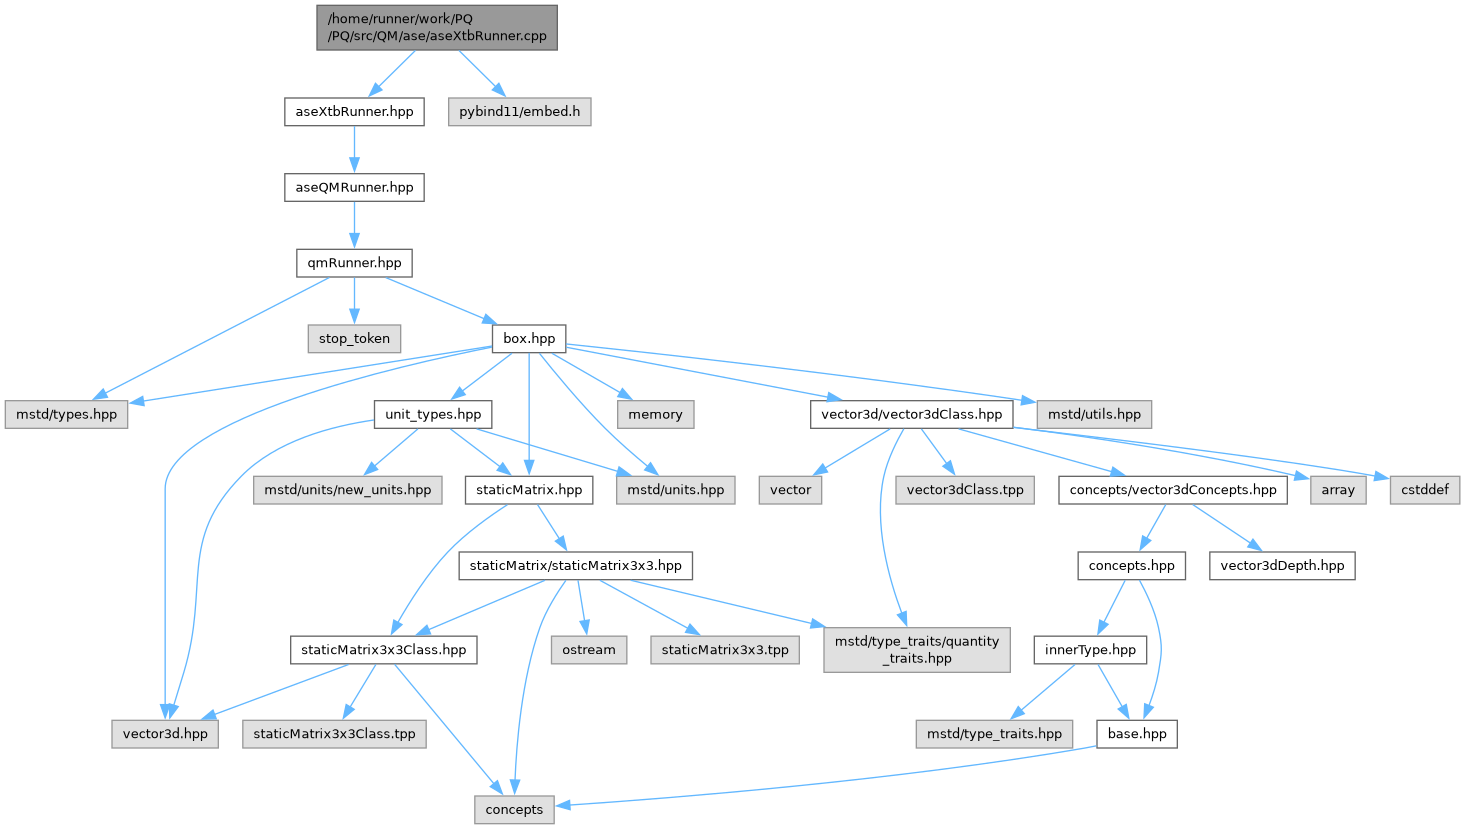 /home/runner/work/PQ
/PQ/src/QM/ase/aseXtbRunner.cpp
aseXtbRunner.hpp
pybind11/embed.h
aseQMRunner.hpp
qmRunner.hpp
stop_token
box.hpp
mstd/types.hpp
unit_types.hpp
memory
vector3d/vector3dClass.hpp
mstd/utils.hpp
mstd/units/new_units.hpp
staticMatrix.hpp
mstd/units.hpp
vector
vector3dClass.tpp
concepts/vector3dConcepts.hpp
array
cstddef
staticMatrix/staticMatrix3x3.hpp
concepts.hpp
vector3dDepth.hpp
staticMatrix3x3Class.hpp
ostream
staticMatrix3x3.tpp
mstd/type_traits/quantity
_traits.hpp
innerType.hpp
vector3d.hpp
staticMatrix3x3Class.tpp
mstd/type_traits.hpp
base.hpp
concepts